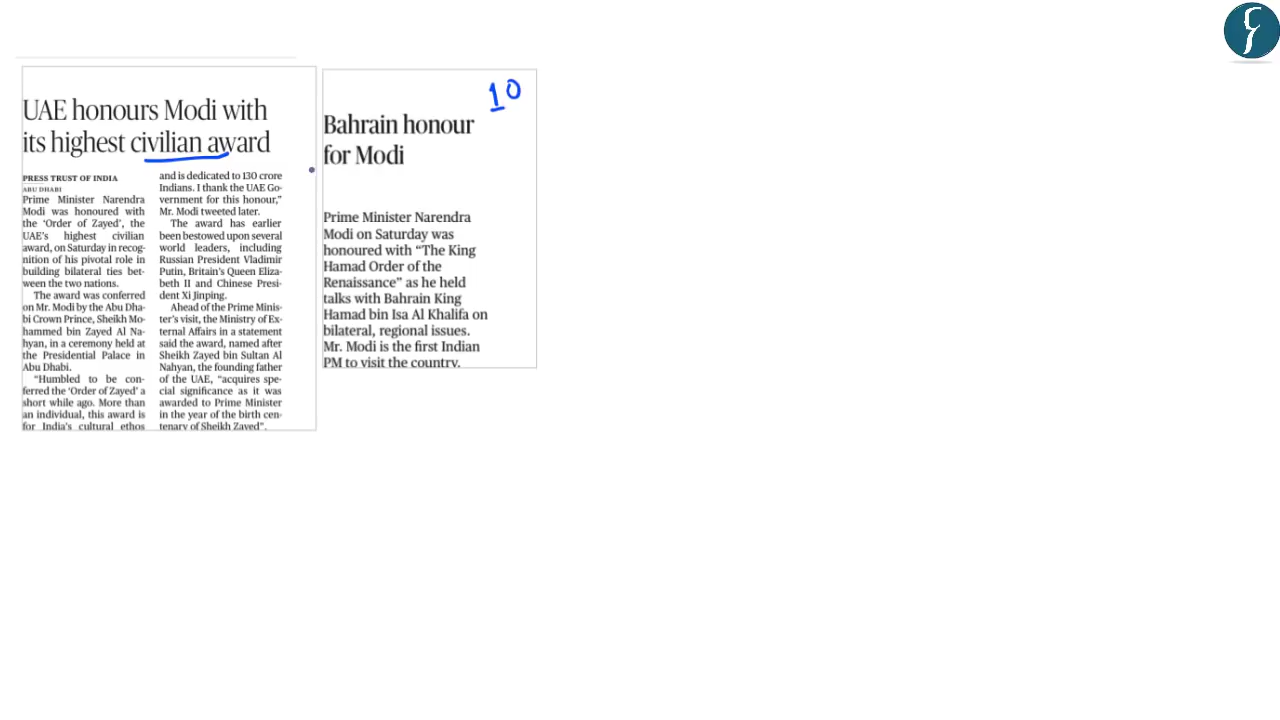 UAE honours Modi with
its highest civilian award
PRESS TRUST OF INDIA
ABU DHABI
Prime Minister Narendra
Modi was honoured with
the ‘Order of Zayed’, the
UAE’s highest civilian
award, on Saturday in recog-
nition of his pivotal role in
building bilateral ties bet-
ween the two nations.
The award was conferred
on Mr. Modi by the Abu Dha-
bi Crown Prince, Sheikh Mo-
hammed bin Zayed Al Na-
hyan, in a ceremony held at
the Presidential Palace in
Abu Dhabi.
“Humbled to be con-
ferred the ‘Order of Zayed’ a
short while ago. More than
an individual, this award is
for India’s cultural ethos
and is dedicated to 130 crore
Indians. I thank the UAE Go-
vernment for this honour,”
Mr. Modi tweeted later.
The award has earlier
been bestowed upon several
world leaders, including
Russian President Vladimir
Putin, Britain’s Queen Eliza-
beth II and Chinese Presi-
dent Xi Jinping.
Ahead of the Prime Minis-
ter’s visit, the Ministry of Ex-
ternal Affairs in a statement
said the award, named after
Sheikh Zayed bin Sultan Al
Nahyan, the founding father
of the UAE, “acquires spe-
cial significance as it was
awarded to Prime Minister
in the year of the birth cen-
tenary of Sheikh Zayed”.
10
Bahrain honour
for Modi
Prime Minister Narendra
Modi on Saturday was
honoured with “The King
Hamad Order of the
Renaissance” as he held
talks with Bahrain King
Hamad bin Isa Al Khalifa on
bilateral, regional issues.
Mr. Modi is the first Indian
PM to visit the country.